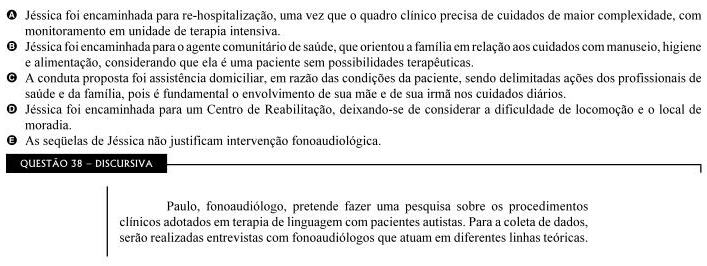 A Jéssica foi encaminhada para re-hospitalização, uma vez que o quadro clínico precisa de cuidados de maior complexidade, com
monitoramento em unidade de terapia intensiva.
B Jéssica foi encaminhada para o agente comunitário de saúde, que orientou a família em relação aos cuidados com manuseio, higiene
e alimentação, considerando que ela é uma paciente sem possibilidades terapêuticas.
C A conduta proposta foi assistência domiciliar, em razão das condições da paciente, sendo delimitadas ações dos profissionais de
saúde e da família, pois é fundamental o envolvimento de sua mãe e de sua irmã nos cuidados diários.
D Jéssica foi encaminhada para um Centro de Reabilitação, deixando-se de considerar a dificuldade de locomoção e o local de
moradia.
E As seqüelas de Jéssica não justificam intervenção fonoaudiológica.
QUESTÃO 38 – DISCURSIVA
Paulo, fonoaudiólogo, pretende fazer uma pesquisa sobre os procedimentos
clínicos adotados em terapia de linguagem com pacientes autistas. Para a coleta de dados,
serão realizadas entrevistas com fonoaudiólogos que atuam em diferentes linhas teóricas.